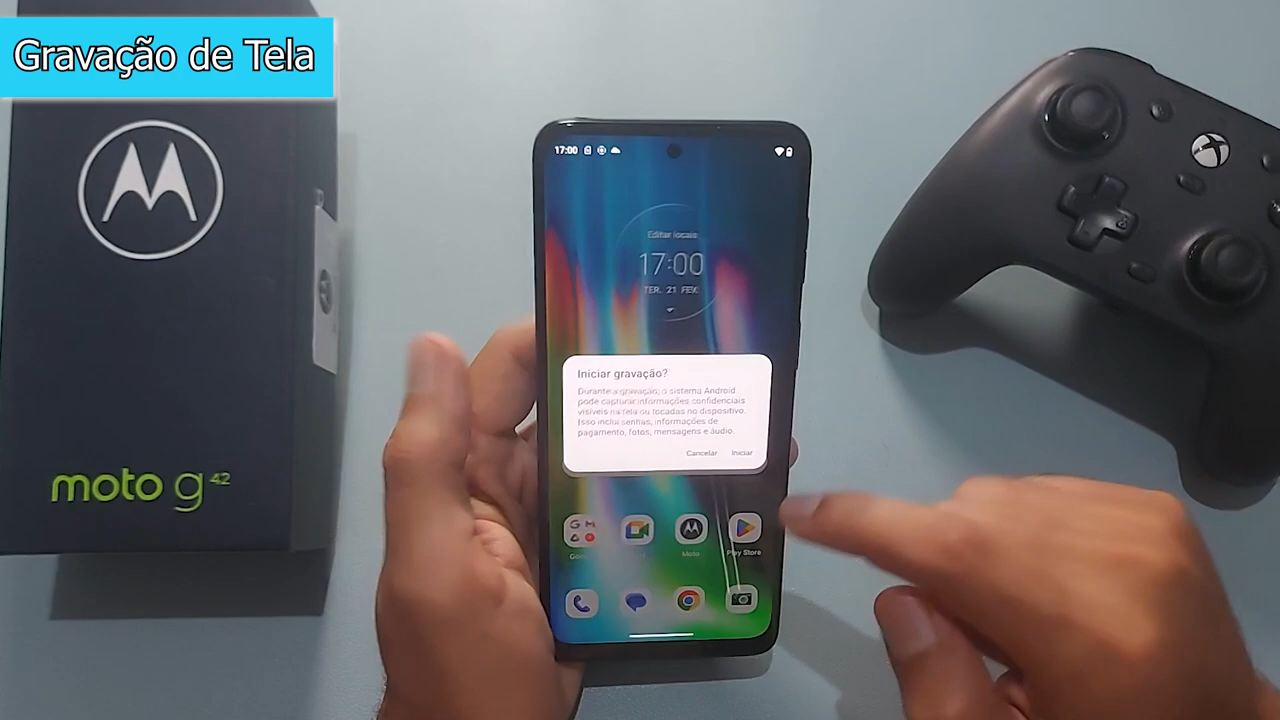 Gravação de Tela
moto g42
17:00
Editar locais
17:00
TER. 21 FEV.
Iniciar gravação?
Durante a gravação, o sistema Android
pode capturar informações confidenciais
visíveis na tela ou tocadas no dispositivo.
Isso inclui senhas, informações de
pagamento, fotos, mensagens e áudio.
Cancelar Iniciar
Moto Play Store